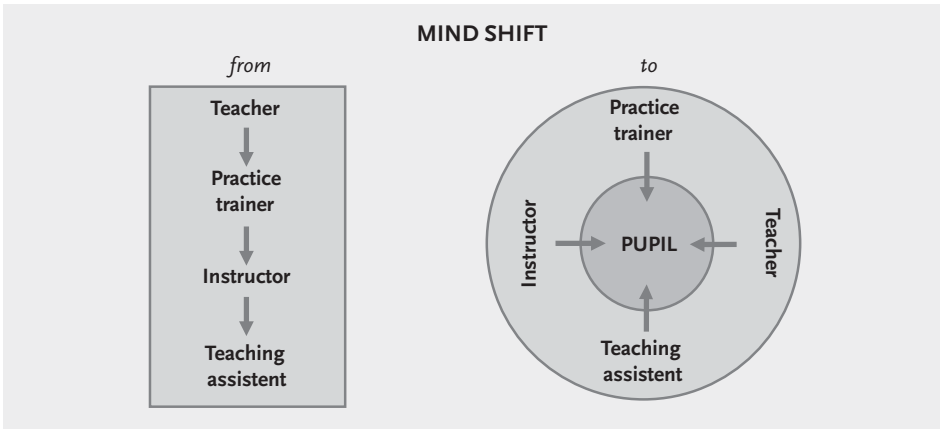 MIND SHIFT
from
Teacher
Practice
trainer
Instructor
Teaching
assistent
to
Practice
trainer
Instructor
PUPIL
Teacher
Teaching
assistent